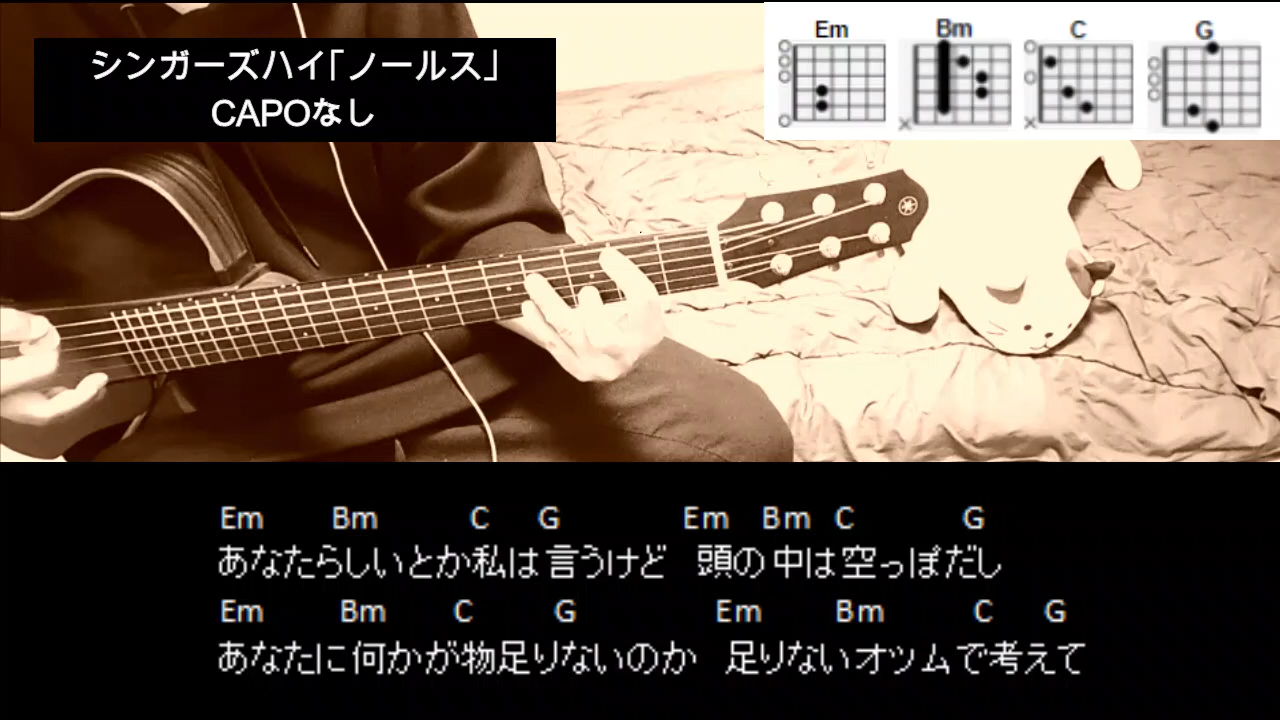 シンガーズハイ「ノールス」
CAPOなし
Em Bm C G
Em Bm C G Em Bm C G
あなたらしいとか私は言うけど 頭の中は空っぽだし
Em Bm C G Em Bm C G
あなたに何かが物足りないのか 足りないオツムで考えて